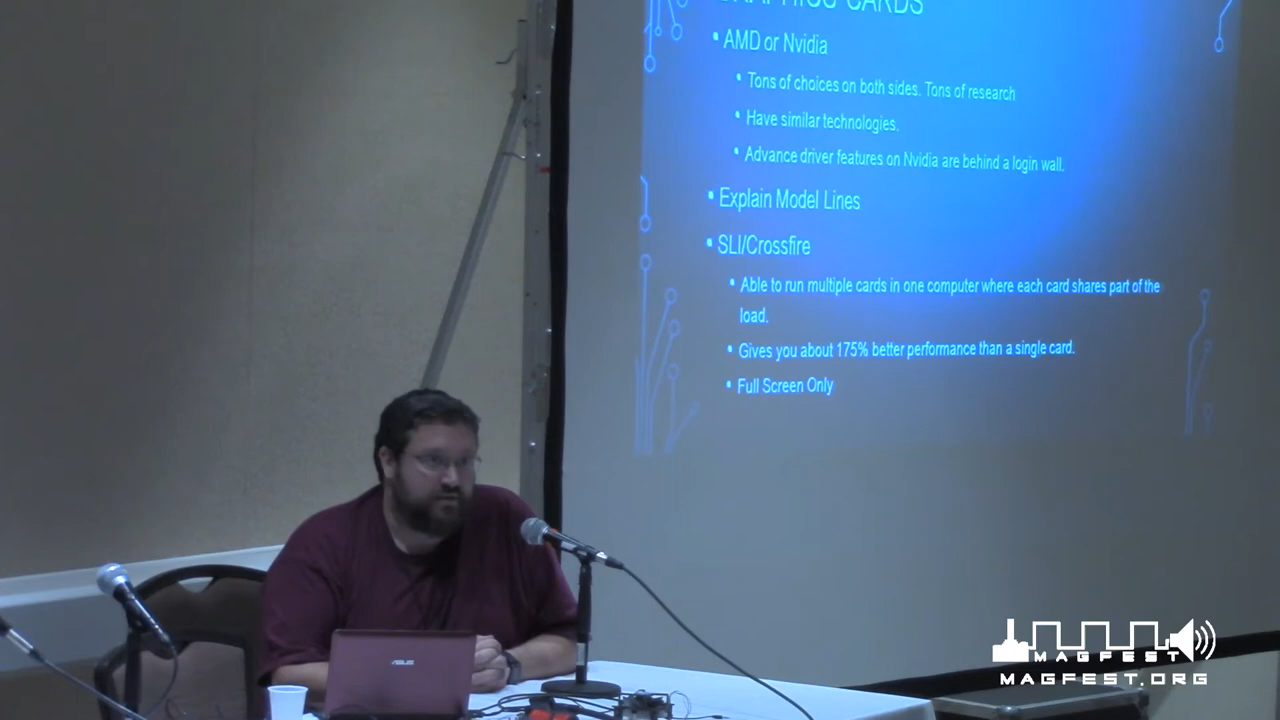 GRAPHICS CARDS
• AMD or Nvidia
• Tons of choices on both sides. Tons of research
• Have similar technologies.
• Advance driver features on Nvidia are behind a login wall.
• Explain Model Lines
• SLI/Crossfire
• Able to run multiple cards in one computer where each card shares part of the
load.
• Gives you about 175% better performance than a single card.
• Full Screen Only
ASUS
MAGFEST
MAGFEST.ORG